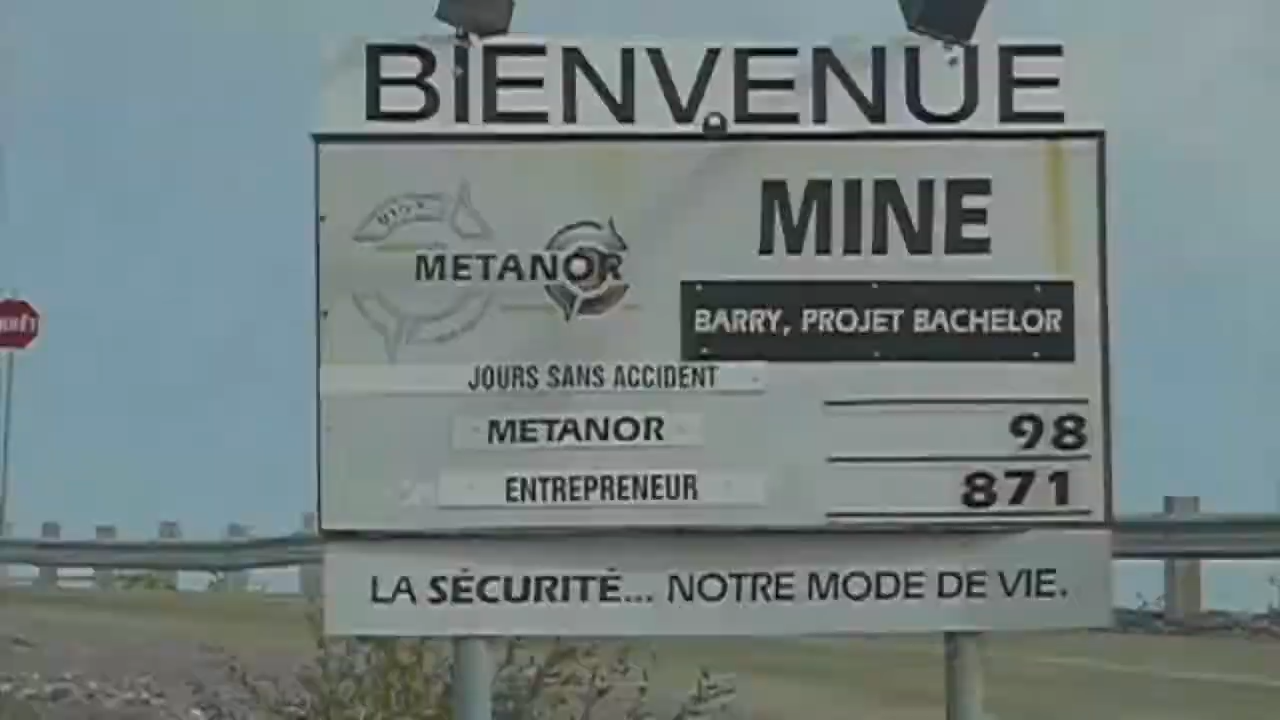 BIENVENUE
MINE
METANOR
BARRY, PROJET BACHELOR
JOURS SANS ACCIDENT
METANOR 98
ENTREPRENEUR 871
LA SÉCURITÉ... NOTRE MODE DE VIE.